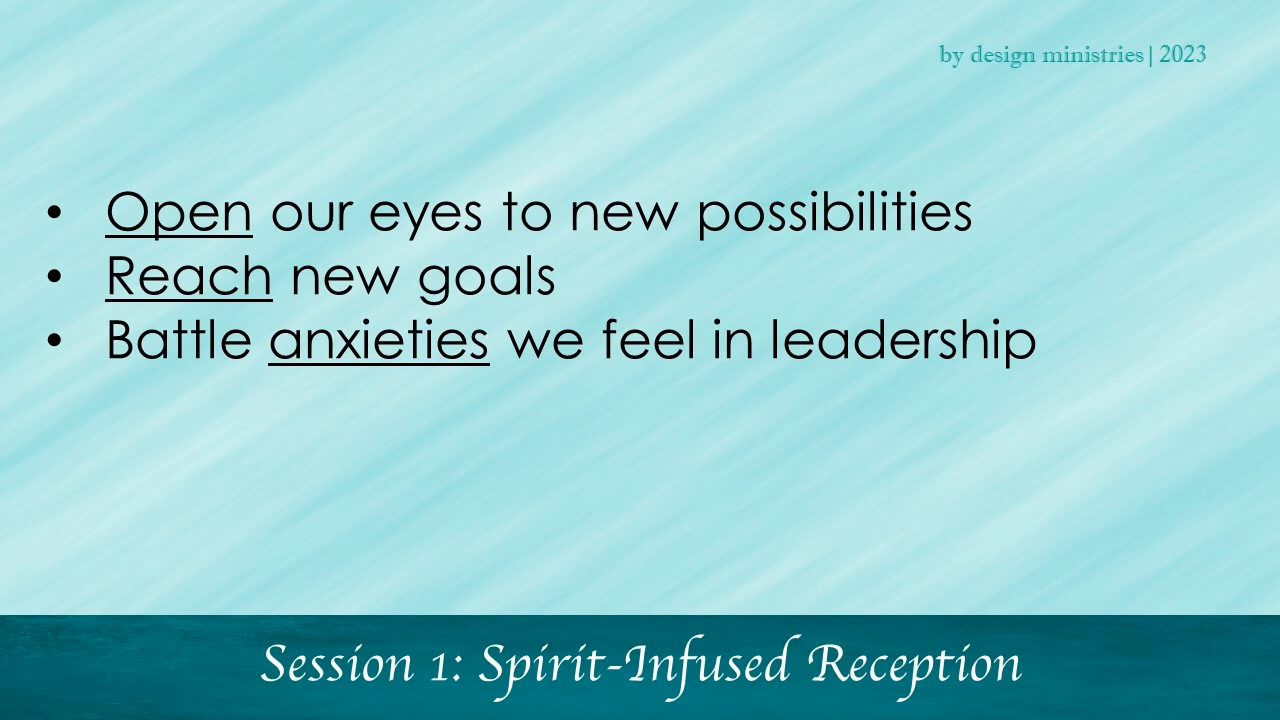 by design ministries | 2023
• Open our eyes to new possibilities
• Reach new goals
• Battle anxieties we feel in leadership
Session 1: Spirit-Infused Reception